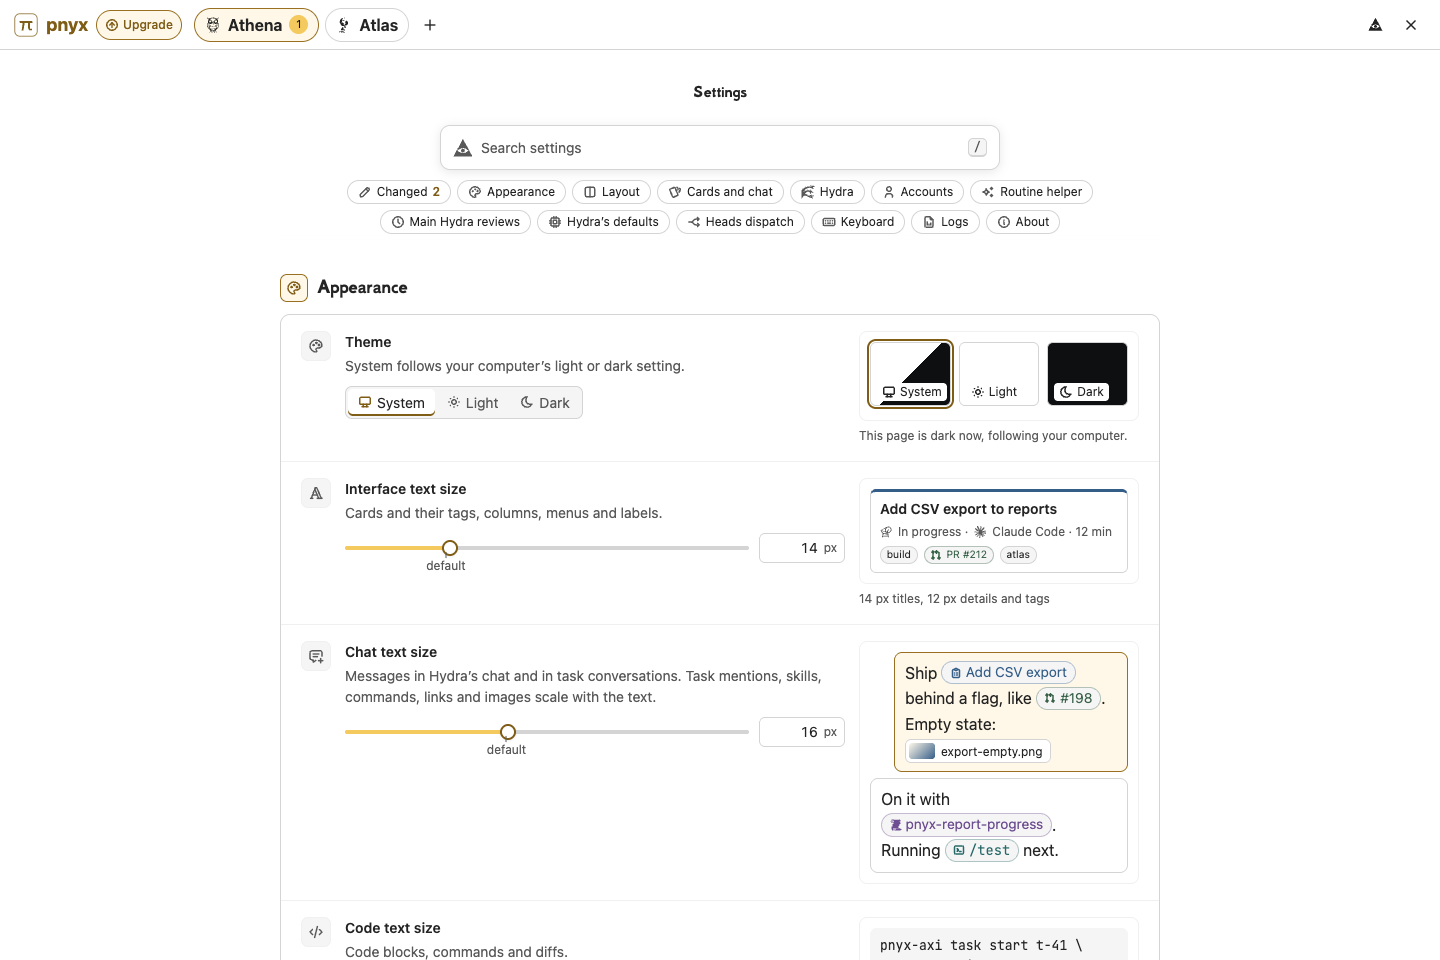 π pnyx
Upgrade
Athena 1
Atlas
+
Settings
Search settings /
Changed 2
Appearance
Layout
Cards and chat
Hydra
Accounts
Routine helper
Main Hydra reviews
Hydra's defaults
Heads dispatch
Keyboard
Logs
About
Appearance
Theme
System follows your computer's light or dark setting.
System Light Dark
System Light Dark
This page is dark now, following your computer.
Interface text size
Cards and their tags, columns, menus and labels.
14 px
default
Add CSV export to reports
In progress · Claude Code · 12 min
build PR #212 atlas
14 px titles, 12 px details and tags
Chat text size
Messages in Hydra's chat and in task conversations. Task mentions, skills,
commands, links and images scale with the text.
16 px
default
Ship Add CSV export
behind a flag, like #198.
Empty state:
export-empty.png
On it with
pnyx-report-progress.
Running /test next.
Code text size
Code blocks, commands and diffs.
pnyx-axi task start t-41 \